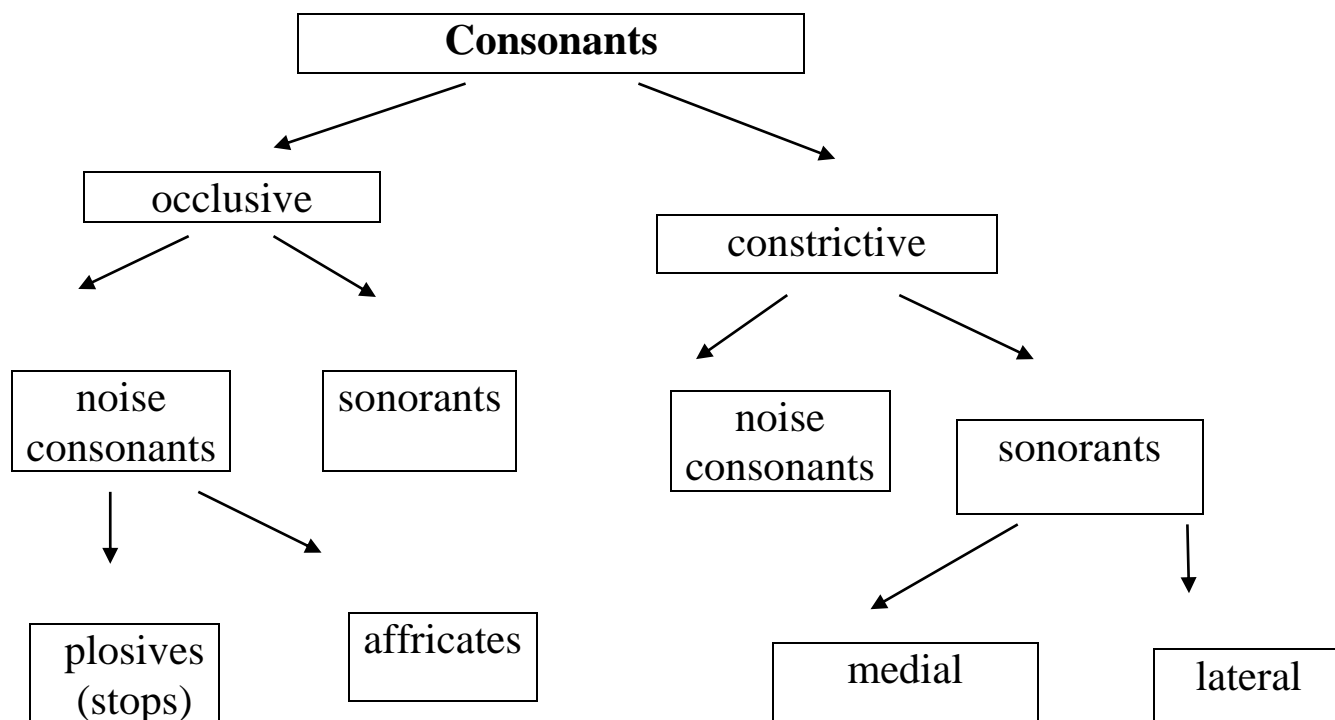 Consonants
occlusive
constrictive
noise
consonants
sonorants
noise
consonants
sonorants
plosives
(stops)
affricates
medial
lateral